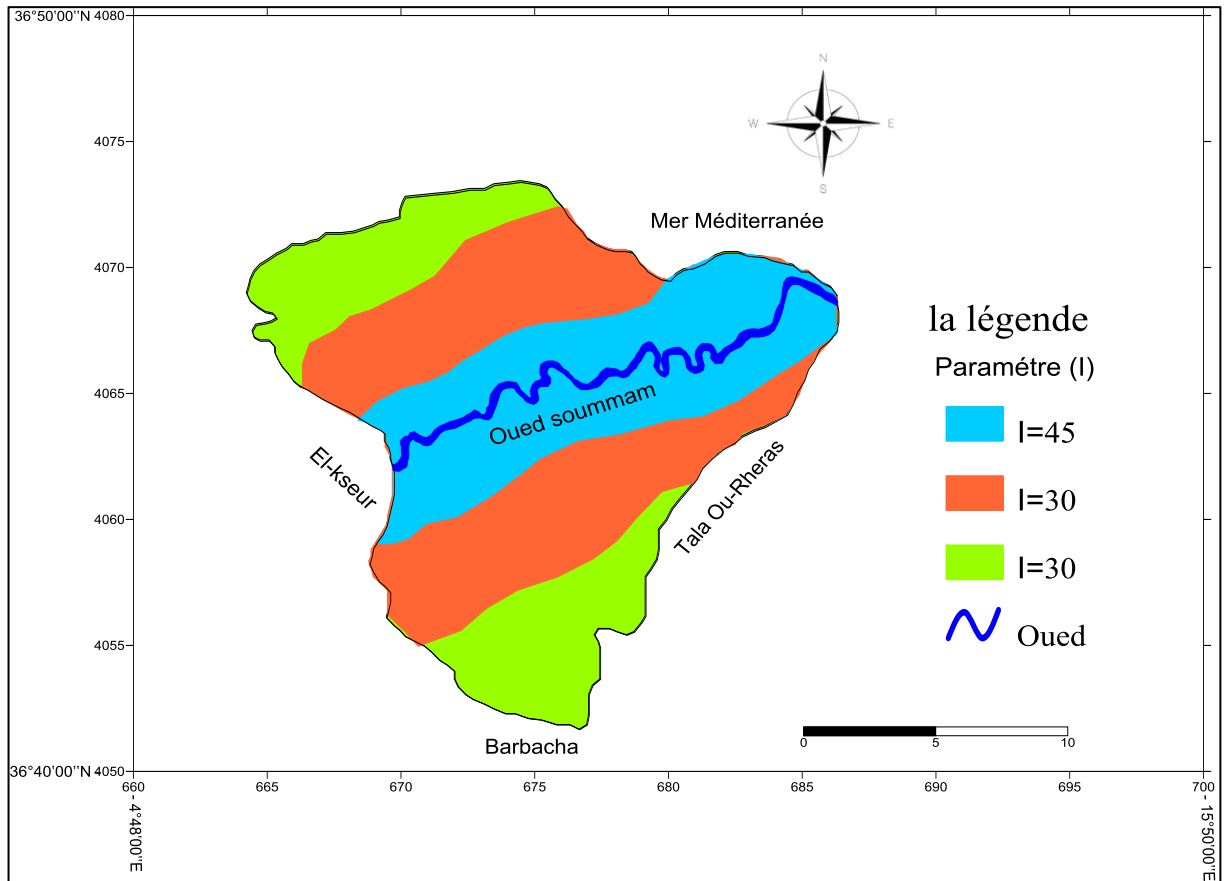 36°50'00''N
4080
4075
4070
4065
4060
4055
36°40'00''N
4050
N
W
E
S
Mer Méditerranée
Oued soummam
El-kseur
Tala Ou-Rheras
Barbacha
la légende
Paramétre (I)
I=45
I=30
I=30
Oued
0
5
10
660
665
670
675
680
685
690
695
700
- 4°48'00''E
- 15°50'00''E